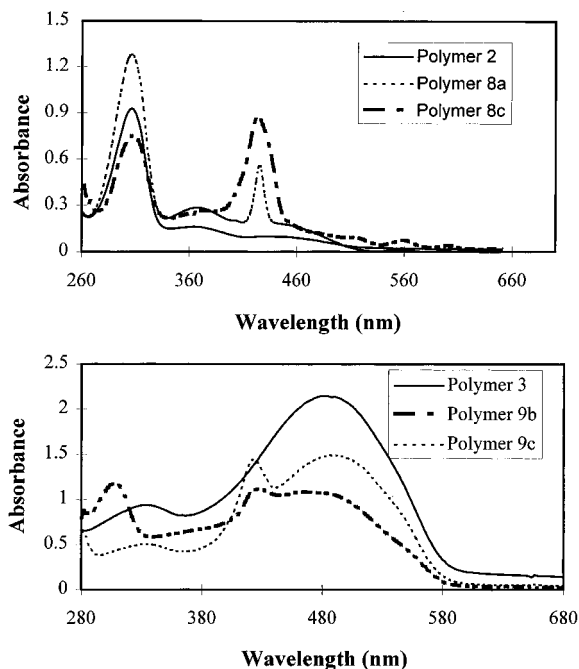 1.5
1.2
0.9
0.6
0.3
0
Absorbance
Polymer 2
Polymer 8a
Polymer 8c
260 360 460 560 660
Wavelength (nm)
2.5
2
1.5
1
0.5
0
Absorbance
Polymer 3
Polymer 9b
Polymer 9c
280 380 480 580 680
Wavelength (nm)